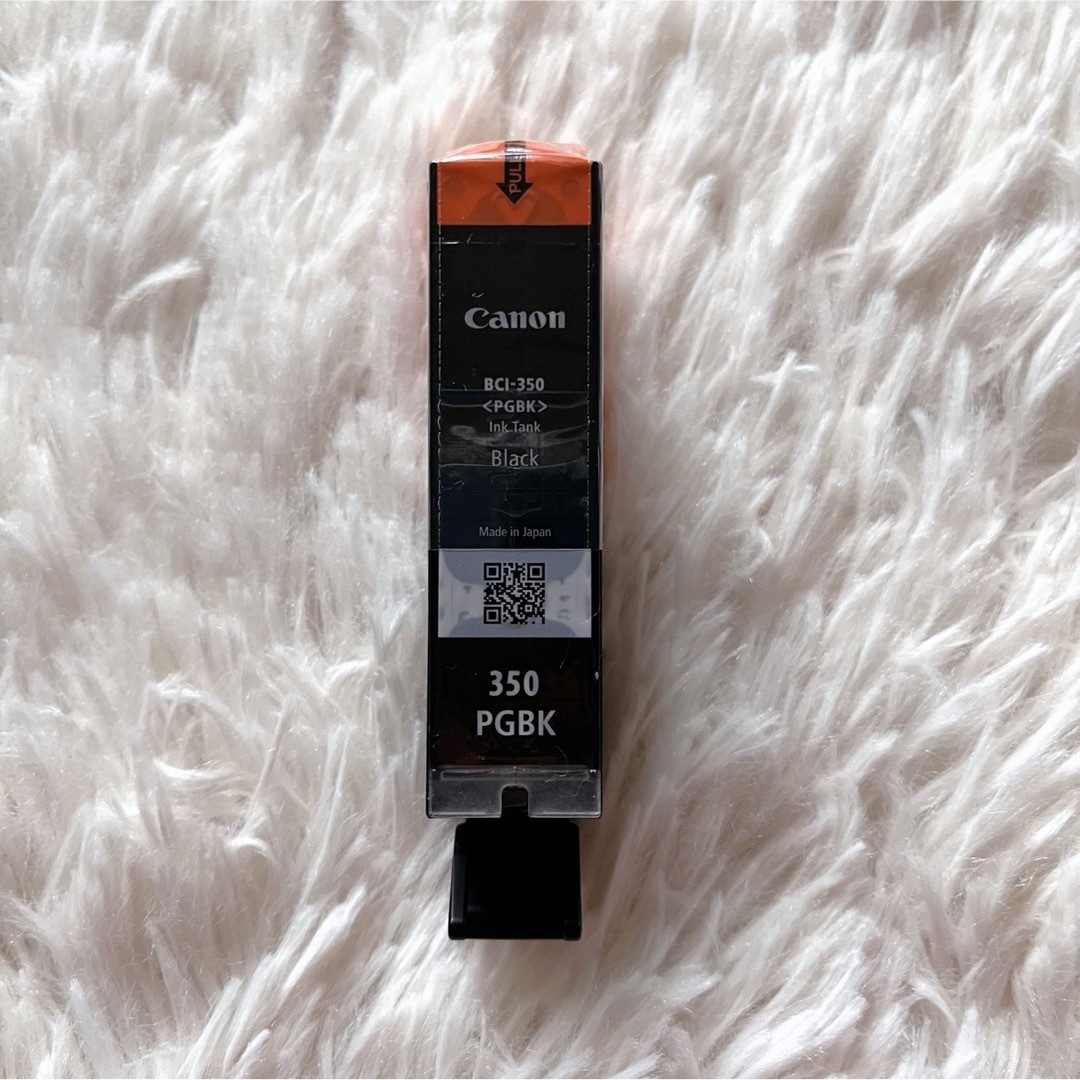 PULL
Canon
BCI-350
<PGBK>
Ink Tank
Black
Made in Japan
350
PGBK